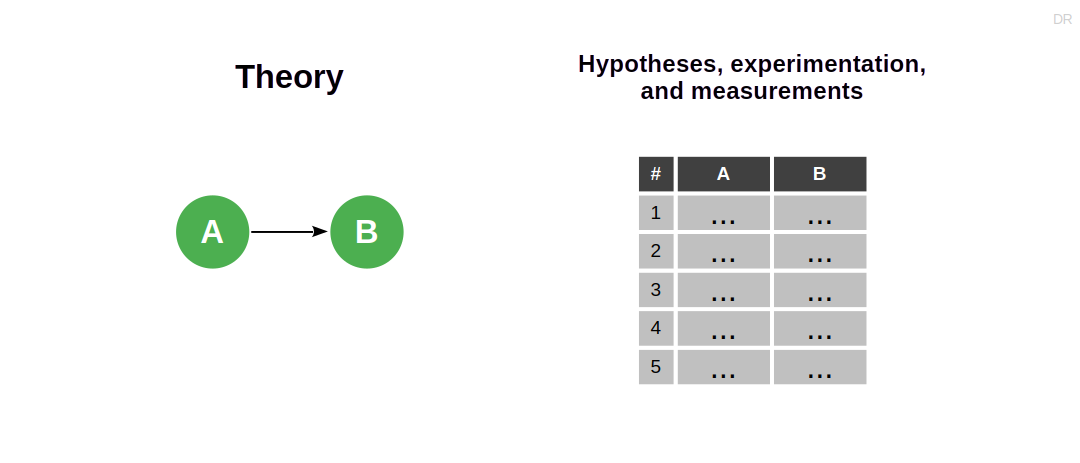 DR
Theory
Hypotheses, experimentation,
and measurements
A B
# A B
1 ... ...
2 ... ...
3 ... ...
4 ... ...
5 ... ...